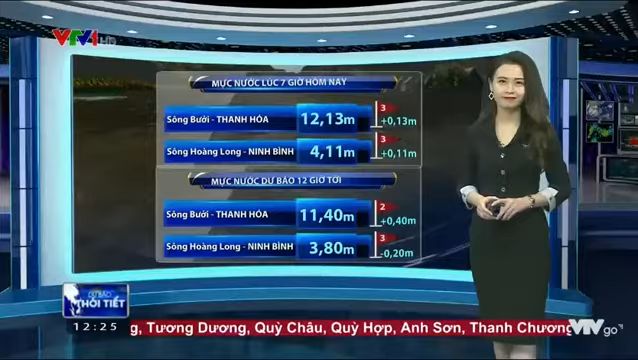 VTV1 HD
MỰC NƯỚC LÚC 7 GIỜ HÔM NAY
Sông Bưởi - THANH HÓA 12,13m 3 +0,13m
Sông Hoàng Long - NINH BÌNH 4,11m 3 +0,11m
MỰC NƯỚC DỰ BÁO 12 GIỜ TỚI
Sông Bưởi - THANH HÓA 11,40m 2 +0,40m
Sông Hoàng Long - NINH BÌNH 3,80m 3 -0,20m
DỰ BÁO
THỜI TIẾT
12:25 g, Tương Dương, Quỳ Châu, Quỳ Hợp, Anh Sơn, Thanh Chương
VTVgo